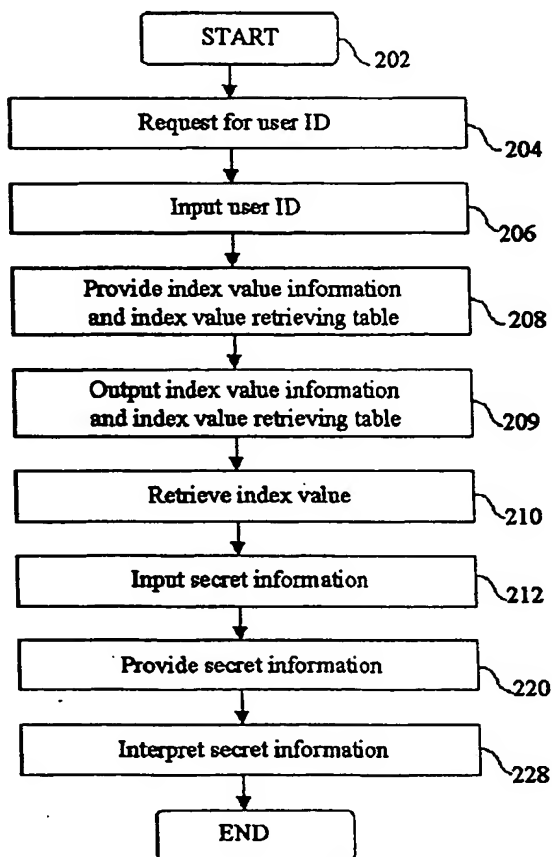 START
202
Request for user ID
204
Input user ID
206
Provide index value information
and index value retrieving table
208
Output index value information
and index value retrieving table
209
Retrieve index value
210
Input secret information
212
Provide secret information
220
Interpret secret information
228
END